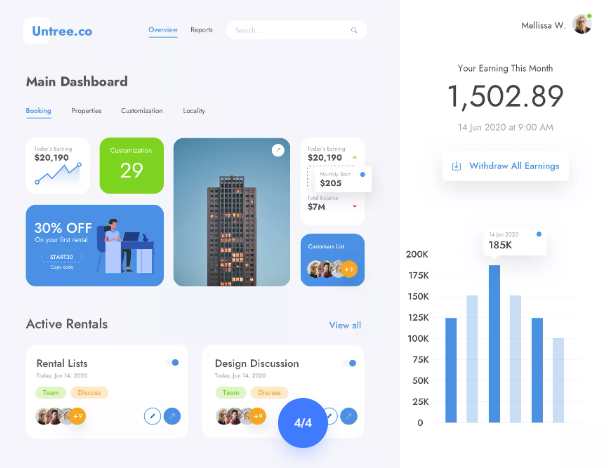 Untree.co
Overview
Reports
Search...
Mellissa W.
Main Dashboard
Booking
Properties
Customization
Locality
Today's Earning
$20,190
Customization
29
30% OFF
On your first rental
START30
Copy code
Today's Earning
$20,190
Monthly Rent
$205
Total Balance
$7M
Customers List
+9
Active Rentals
View all
Rental Lists
Today, Jun 14, 2020
Team
Discuss
+9
Design Discussion
Today, Jun 14, 2020
Team
Discuss
+9
4/4
Your Earning This Month
1,502.89
14 Jun 2020 at 9:00 AM
Withdraw All Earnings
14 Jun 2020
185K
200K
175K
150K
125K
100K
75K
50K
25K
0